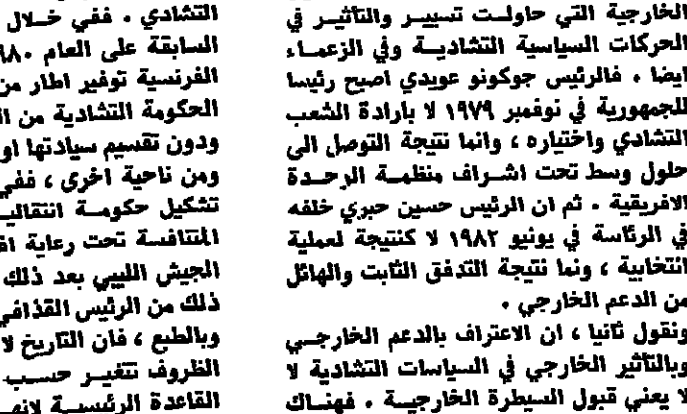 الخارجية التي حاولت تسيير والتأثير في
الحركات السياسية التشادية وفي الزعماء
ايضا . فالرئيس جوكونو عويدي اصبح رئيسا
للجمهورية في نوفمبر ١٩٧٩ لا بارادة الشعب
التشادي واختياره ، وانما نتيجة التوصل الى
حلول وسط تحت اشراف منظمة الوحدة
الافريقية . ثم ان الرئيس حسين حبري خلفه
في الرئاسة في يونيو ١٩٨٢ لا كنتيجة لعملية
انتخابية ، ونما نتيجة التدفق الثابت والهائل
من الدعم الخارجي .
ونقول ثانيا ، ان الاعتراف بالدعم الخارجي
وبالتأثير الخارجي في السياسات التشادية لا
لا يعني قبول السيطرة الخارجية . فهناك
التشادي . ففي خلال
السابقة على العام
الفرنسية توفير اطار من
الحكومة التشادية من
ودون تقسيم سيادتها او
ومن ناحية اخرى ، ففي
تشكيل حكومة
المتنافسة تحت رعاية
الجيش الليبي بعد ذلك
ذلك من الرئيس القذافي
وبالطبع ، فان التاريخ لا
الظروف تتغير حسب
القاعدة الرئيسية لانه